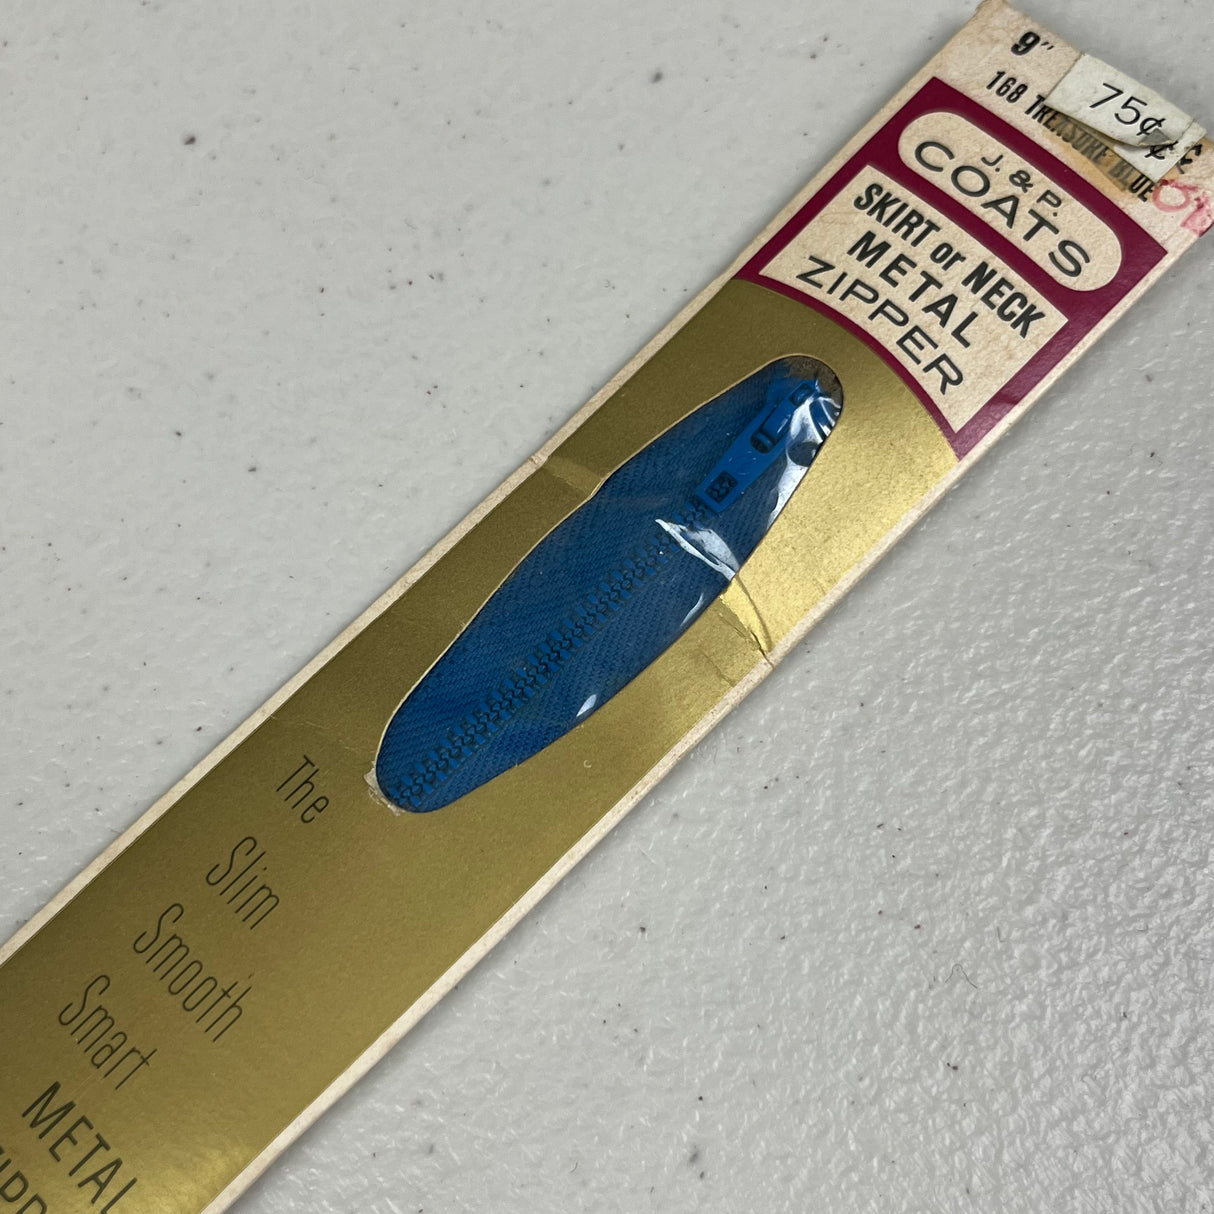 9"
168 TREASURE BLUE
75¢
¢
J. & P.
COATS
SKIRT or NECK
METAL
ZIPPER
The
Slim
Smooth
Smart
METAL